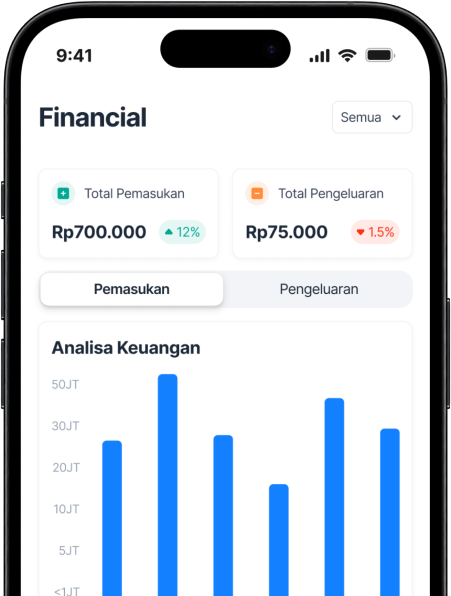 9:41
Financial
Semua
Total Pemasukan
Total Pengeluaran
Rp700.000
12%
Rp75.000
1.5%
Pemasukan
Pengeluaran
Analisa Keuangan
50JT
30JT
20JT
10JT
5JT
<1JT